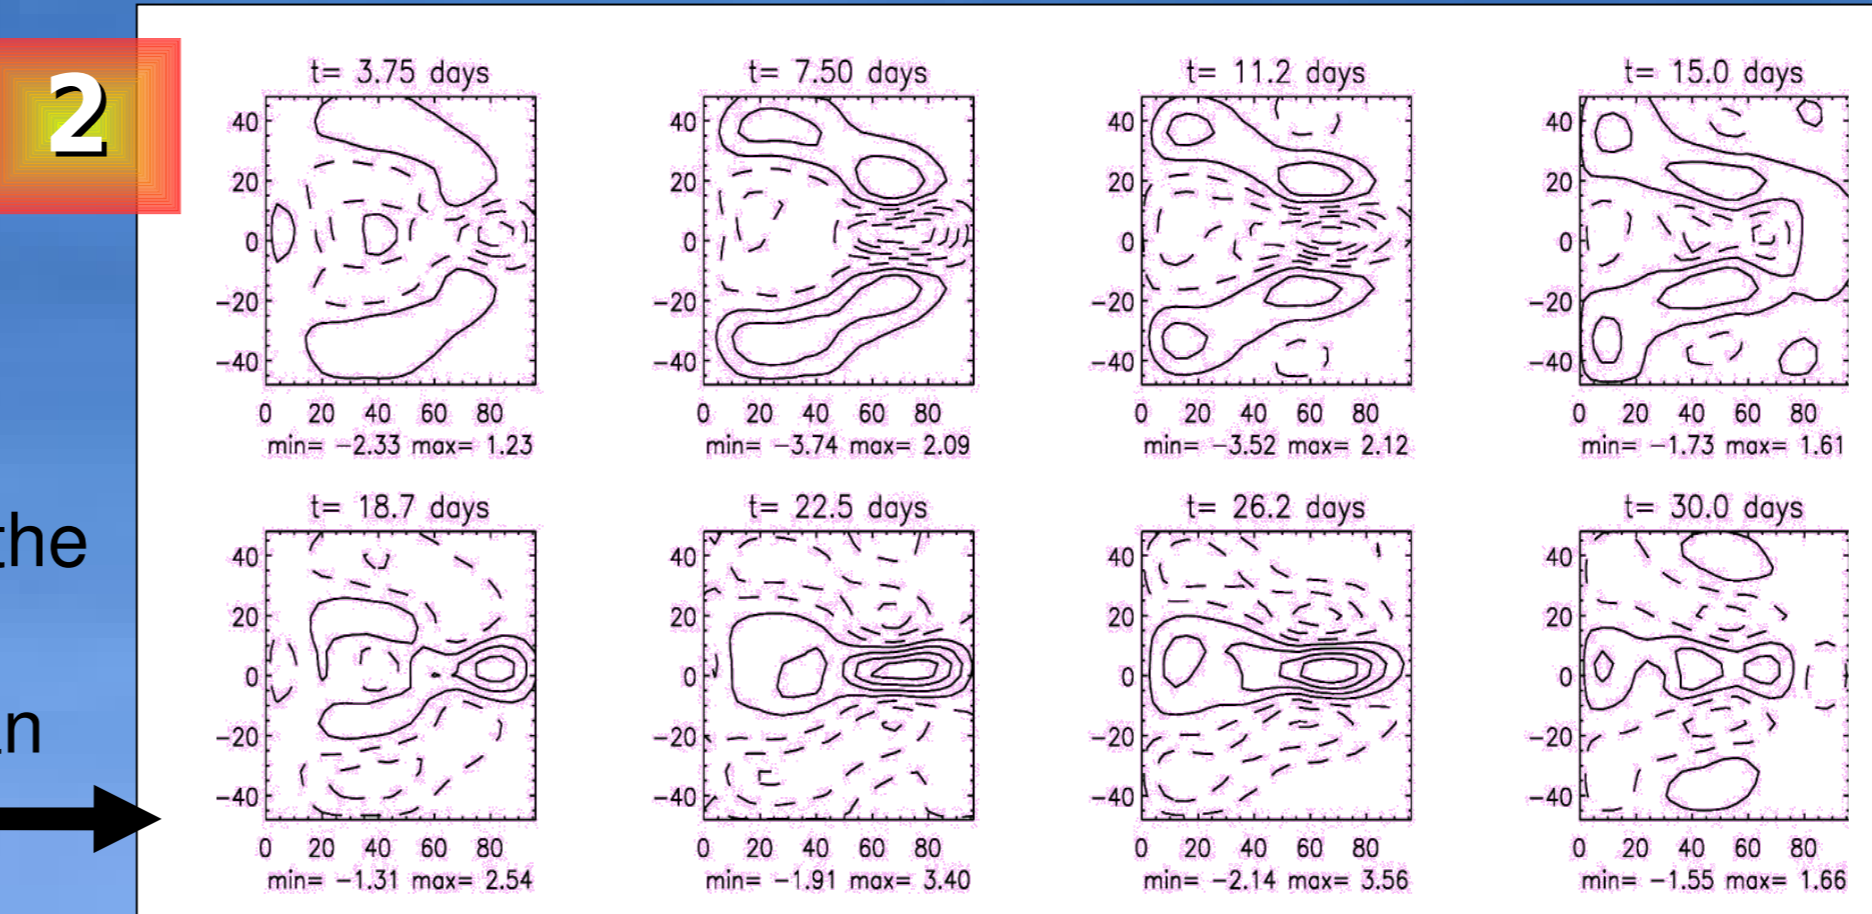 2
the
an
t= 3.75 days
t= 7.50 days
t= 11.2 days
t= 15.0 days
40 40 40 40
20 20 20 20
0 0 0 0
−20 −20 −20 −20
−40 −40 −40 −40
0 20 40 60 80 0 20 40 60 80 0 20 40 60 80 0 20 40 60 80
min= −2.33 max= 1.23
min= −3.74 max= 2.09
min= −3.52 max= 2.12
min= −1.73 max= 1.61
t= 18.7 days
t= 22.5 days
t= 26.2 days
t= 30.0 days
40 40 40 40
20 20 20 20
0 0 0 0
−20 −20 −20 −20
−40 −40 −40 −40
0 20 40 60 80 0 20 40 60 80 0 20 40 60 80 0 20 40 60 80
min= −1.31 max= 2.54
min= −1.91 max= 3.40
min= −2.14 max= 3.56
min= −1.55 max= 1.66